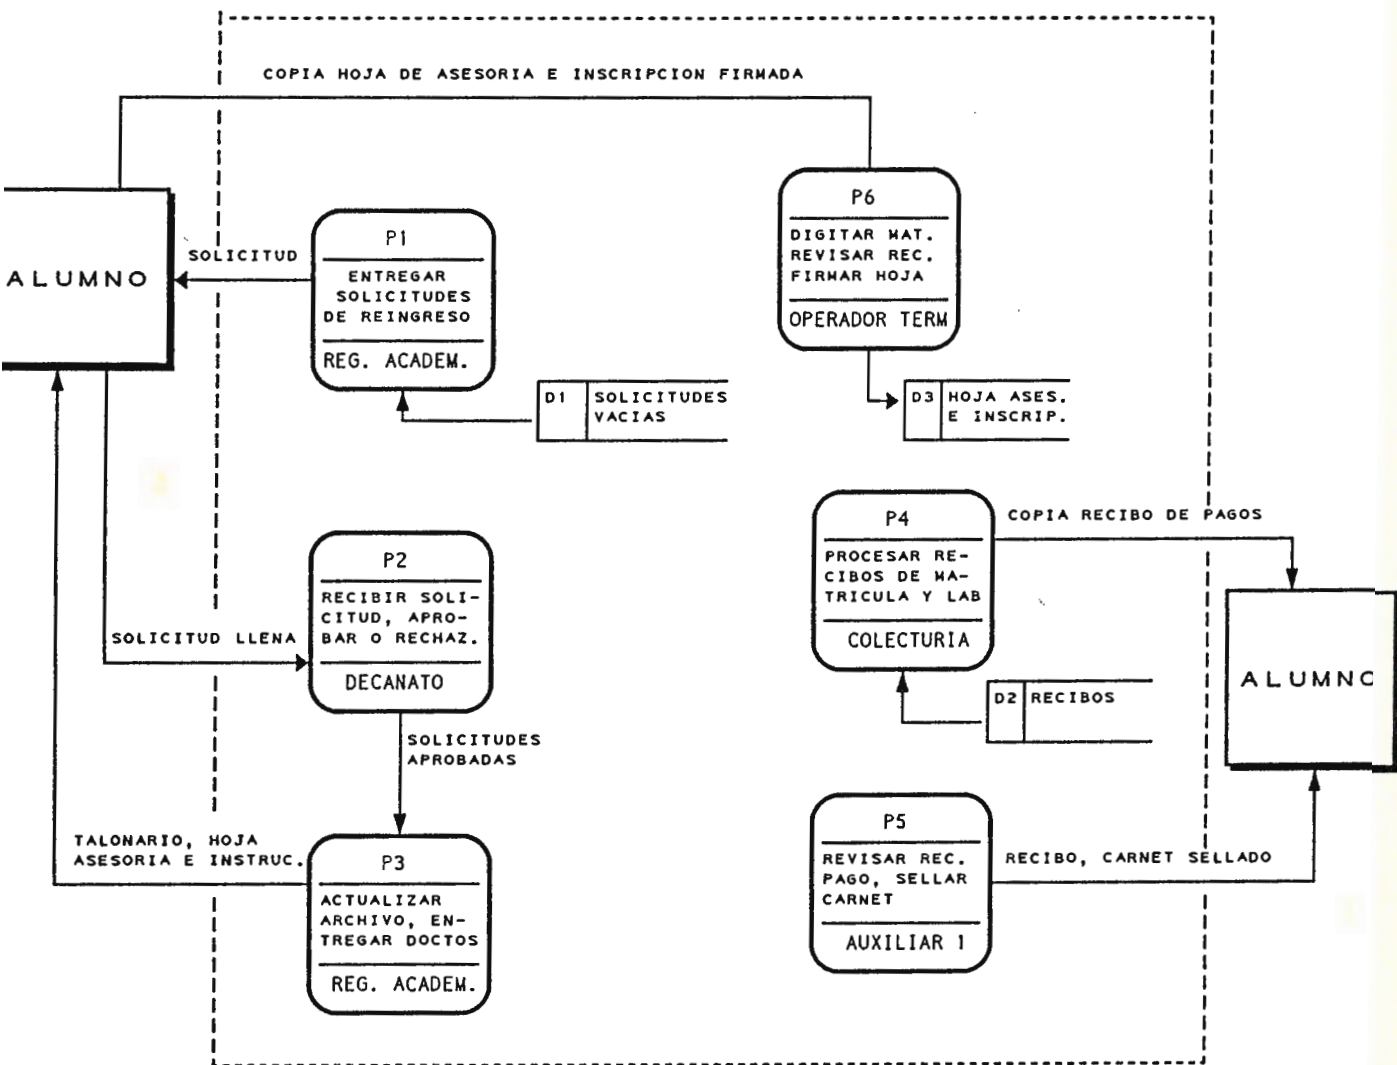 COPIA HOJA DE ASESORIA E INSCRIPCION FIRMADA
ALUMNO
SOLICITUD
P1
ENTREGAR
SOLICITUDES
DE REINGRESO
REG. ACADEM.
D1
SOLICITUDES
VACIAS
P6
DIGITAR MAT.
REVISAR REC.
FIRMAR HOJA
OPERADOR TERM
D3
HOJA ASES.
E INSCRIP.
P2
RECIBIR SOLI-
CITUD, APRO-
BAR O RECHAZ.
DECANATO
SOLICITUD LLENA
SOLICITUDES
APROBADAS
TALONARIO, HOJA
ASESORIA E INSTRUC.
P3
ACTUALIZAR
ARCHIVO, EN-
TREGAR DOCTOS
REG. ACADEM.
P4
PROCESAR RE-
CIBOS DE MA-
TRICULA Y LAB
COLECTURIA
COPIA RECIBO DE PAGOS
D2
RECIBOS
ALUMNO
P5
REVISAR REC.
PAGO, SELLAR
CARNET
AUXILIAR 1
RECIBO, CARNET SELLADO